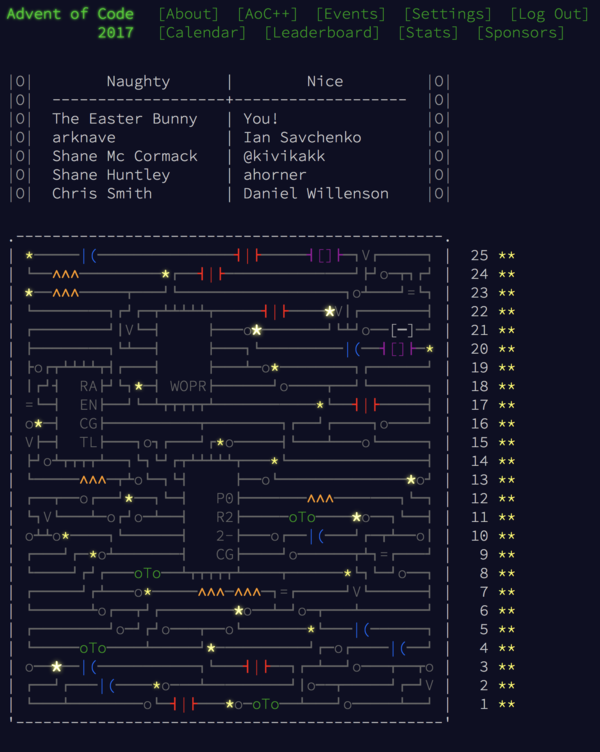 Advent of Code [About] [AoC++] [Events] [Settings] [Log Out]
2017 [Calendar] [Leaderboard] [Stats] [Sponsors]
|O| Naughty | Nice |O|
|O| -------------------+------------------- |O|
|O| The Easter Bunny | You! |O|
|O| arknave | Ian Savchenko |O|
|O| Shane Mc Cormack | @kivikakk |O|
|O| Shane Huntley | ahorner |O|
|O| Chris Smith | Daniel Willenson |O|
25 **
24 **
23 **
22 **
21 **
20 **
19 **
RA WOPR 18 **
EN 17 **
CG 16 **
TL 15 **
14 **
13 **
P0 12 **
R2 oTo 11 **
2- 10 **
CG 9 **
oTo 8 **
7 **
6 **
5 **
oTo 4 **
3 **
2 **
oTo 1 **